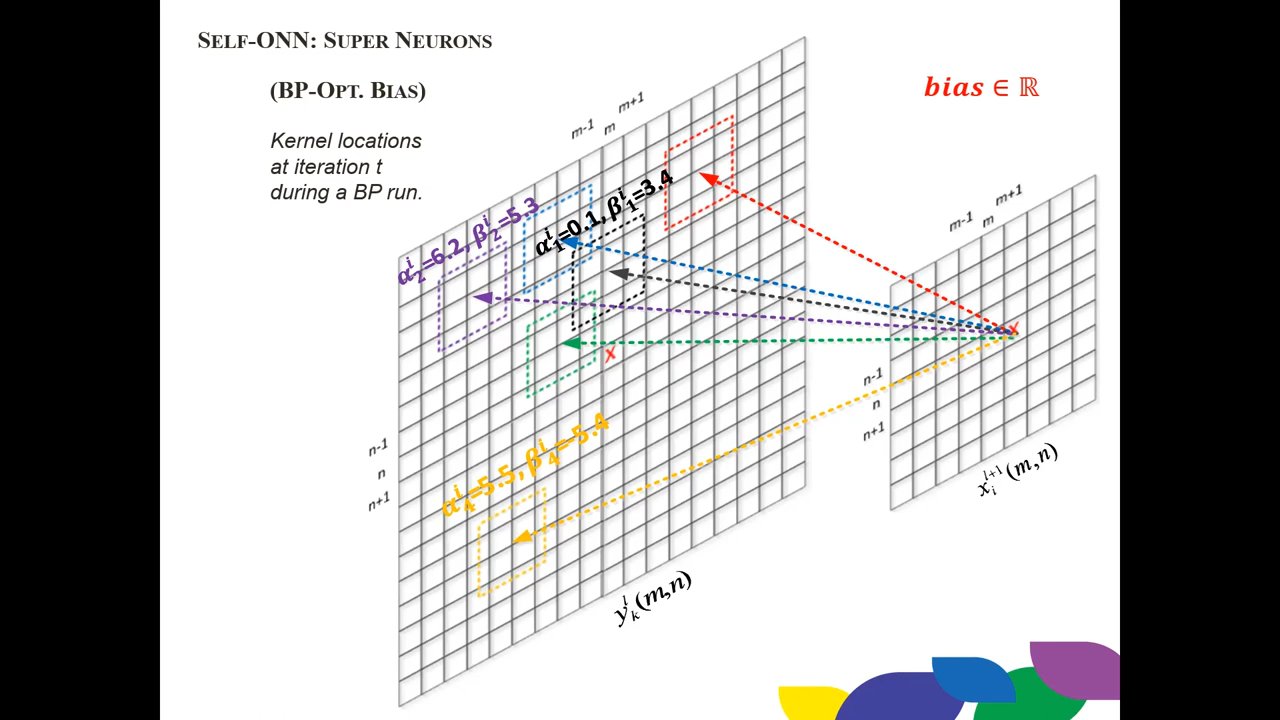 SELF-ONN: SUPER NEURONS
(BP-OPT. BIAS)
Kernel locations
at iteration t
during a BP run.
bias ∈ ℝ
m-1
m
m+1
α₂ⁱ=6.2, β₂ⁱ=5.3
α₁ⁱ=0.1, β₁ⁱ=3.4
α₄ⁱ=5.5, β₄ⁱ=-5.4
x
n-1
n
n+1
yₖˡ(m,n)
m-1
m
m+1
x
n-1
n
n+1
xᵢˡ⁺¹(m,n)